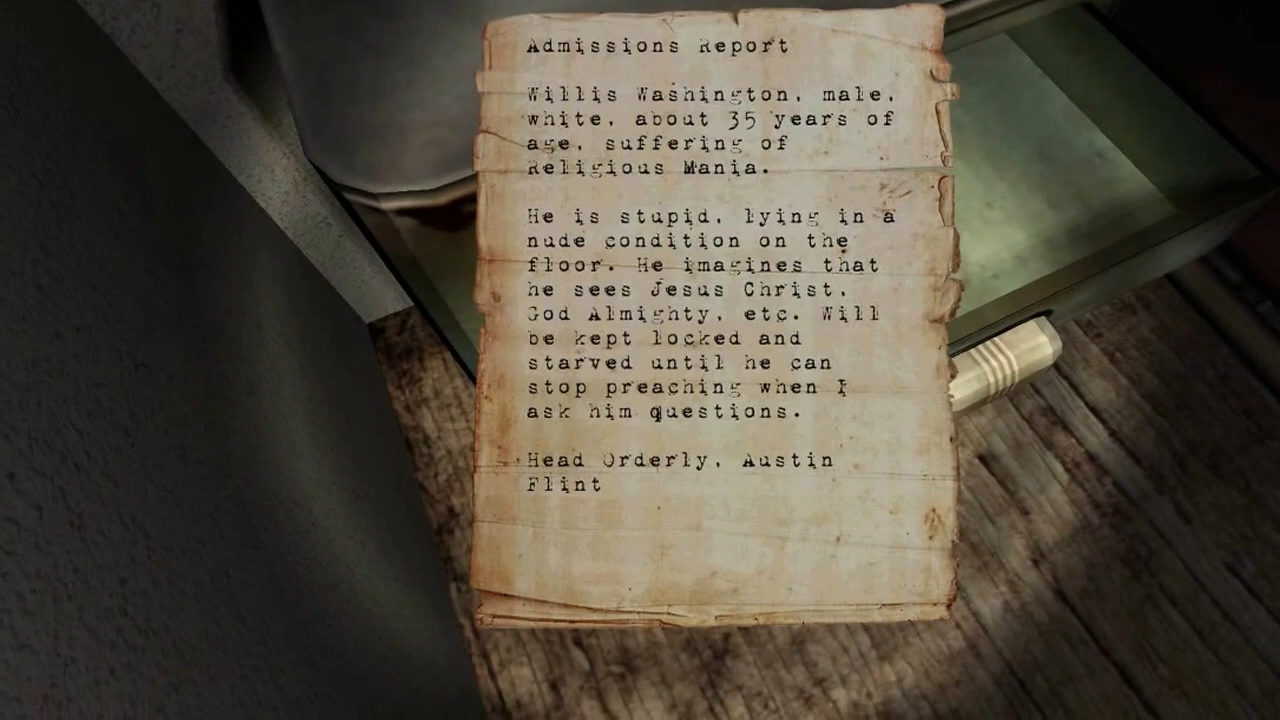 Admissions Report
Willis Washington, male,
white, about 35 years of
age, suffering of
Religious Mania.
He is stupid, lying in a
nude condition on the
floor. He imagines that
he sees Jesus Christ,
God Almighty, etc. Will
be kept locked and
starved until he can
stop preaching when I
ask him questions.
Head Orderly, Austin
Flint